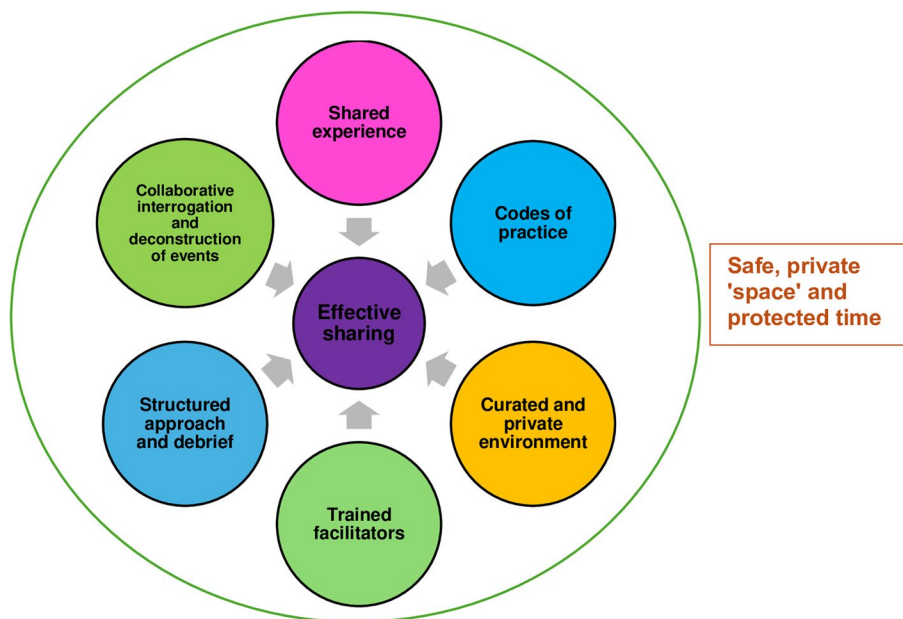 Shared
experience
Codes of
practice
Curated and
private
environment
Trained
facilitators
Structured
approach
and debrief
Collaborative
interrogation
and
deconstruction
of events
Effective
sharing
Safe, private
'space' and
protected time